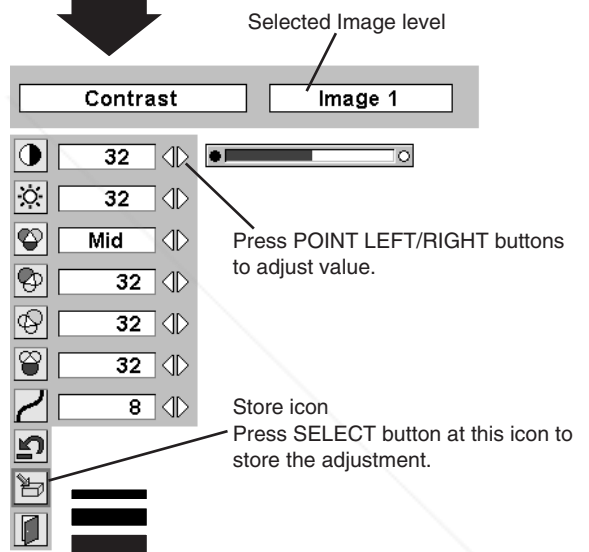 Selected Image level
Contrast
Image 1
32
32
Mid
Press POINT LEFT/RIGHT buttons
to adjust value.
32
32
32
8
Store icon
Press SELECT button at this icon to
store the adjustment.